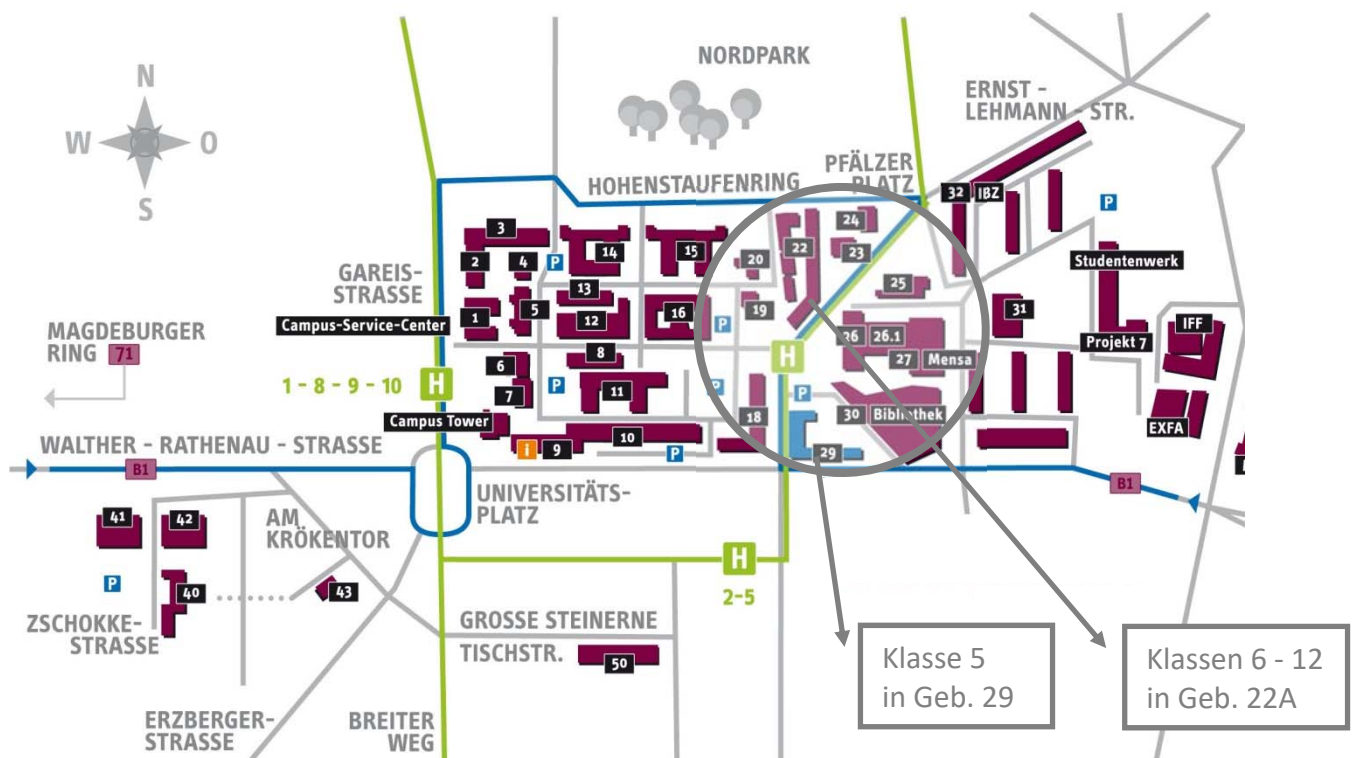 NORDPARK
N
W
O
S
ERNST -
LEHMANN - STR.
PFÄLZER
PLATZ
HOHENSTAUFENRING
32 IBZ
P
3
14
15
20
22
24
23
2
4
P
25
Studentenwerk
GAREIS-
STRASSE
13
5
12
16
19
31
1
Campus-Service-Center
P
26
26.1
IFF
MAGDEBURGER
RING 71
8
H
27 Mensa
Projekt 7
6
1 - 8 - 9 - 10
H
7
P
11
P
P
18
30 Bibliothek
Campus Tower
EXFA
WALTHER - RATHENAU - STRASSE
i
9
10
P
29
B1
B1
UNIVERSITÄTS-
PLATZ
41
42
AM
KRÖKENTOR
P
40
43
H
2-5
ZSCHOKKE-
STRASSE
GROSSE STEINERNE
TISCHSTR.
50
Klasse 5
in Geb. 29
Klassen 6 - 12
in Geb. 22A
ERZBERGER-
STRASSE
BREITER
WEG